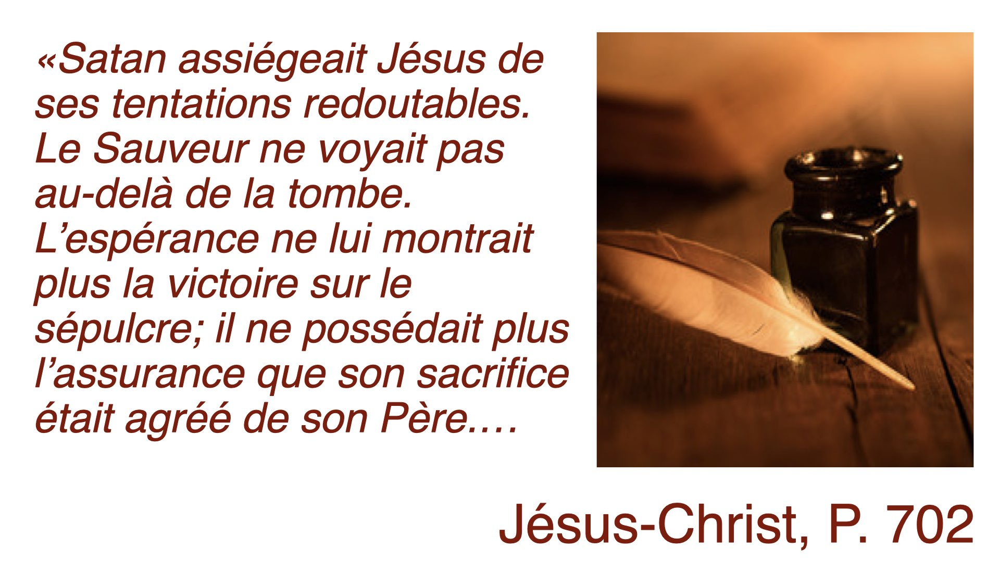 «Satan assiégeait Jésus de
ses tentations redoutables.
Le Sauveur ne voyait pas
au-delà de la tombe.
L’espérance ne lui montrait
plus la victoire sur le
sépulcre; il ne possédait plus
l’assurance que son sacrifice
était agréé de son Père.…
Jésus-Christ, P. 702